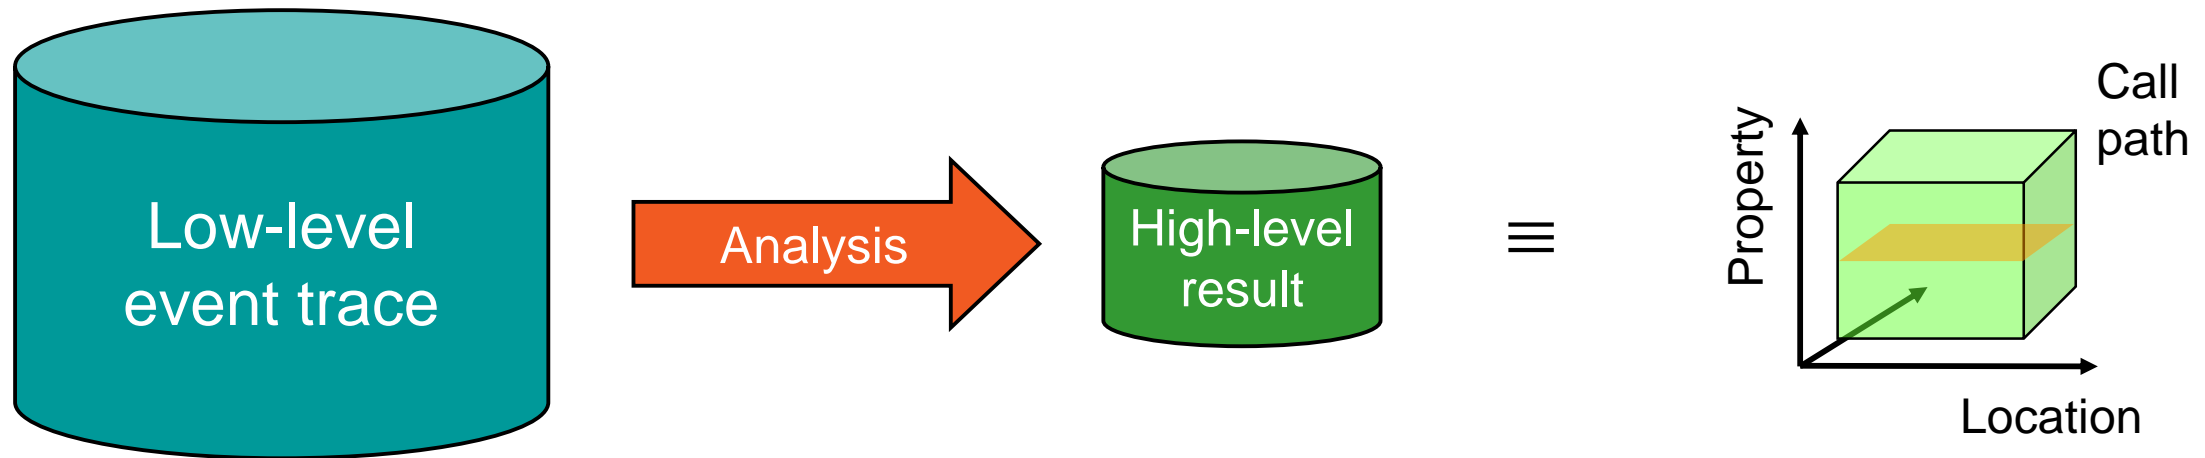 Low-level
event trace
Analysis
High-level
result
≡
Property
Call
path
Location